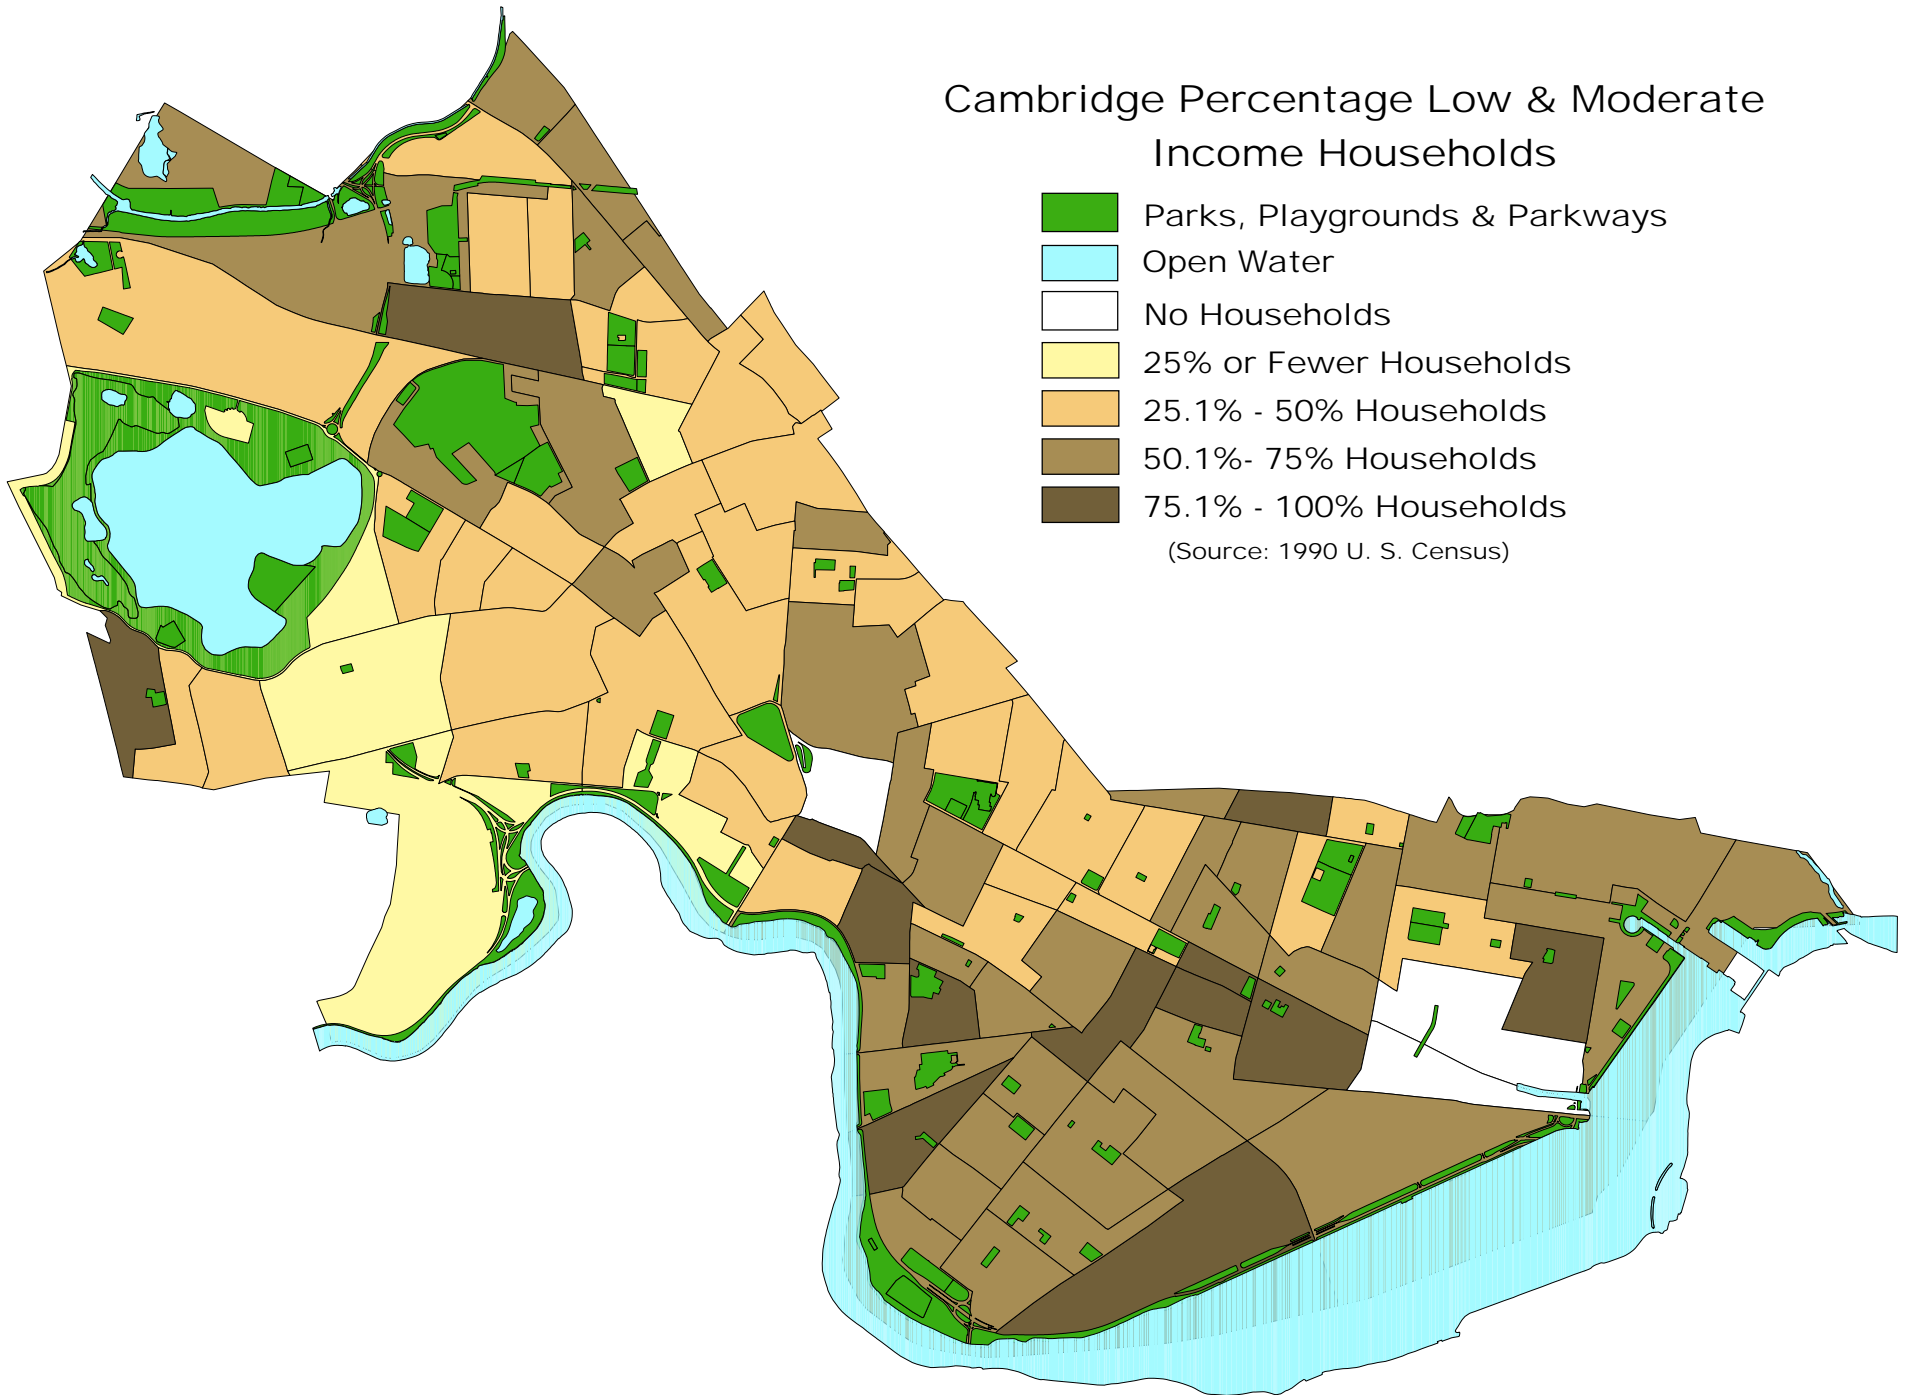 Cambridge Percentage Low & Moderate
Income Households
Parks, Playgrounds & Parkways
Open Water
No Households
25% or Fewer Households
25.1% - 50% Households
50.1%- 75% Households
75.1% - 100% Households
(Source: 1990 U. S. Census)